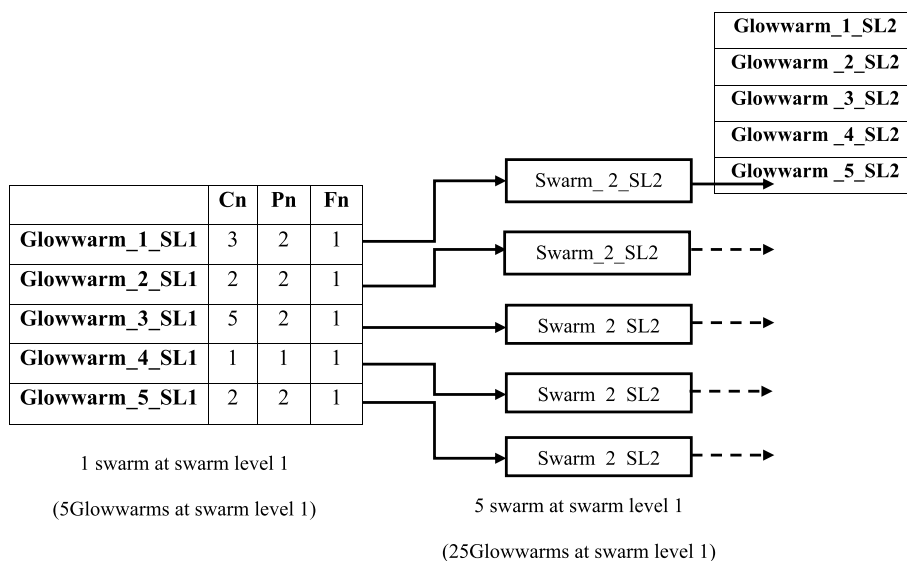 Glowwarm_1_SL2
Glowwarm _2_SL2
Glowwarm _3_SL2
Glowwarm _4_SL2
Glowwarm _5_SL2
Swarm_ 2_SL2
Swarm_2_SL2
Swarm 2 SL2
Swarm 2 SL2
Swarm 2 SL2
Cn Pn Fn
Glowwarm_1_SL1 3 2 1
Glowwarm_2_SL1 2 2 1
Glowwarm_3_SL1 5 2 1
Glowwarm_4_SL1 1 1 1
Glowwarm_5_SL1 2 2 1
1 swarm at swarm level 1
(5Glowwarms at swarm level 1)
5 swarm at swarm level 1
(25Glowwarms at swarm level 1)